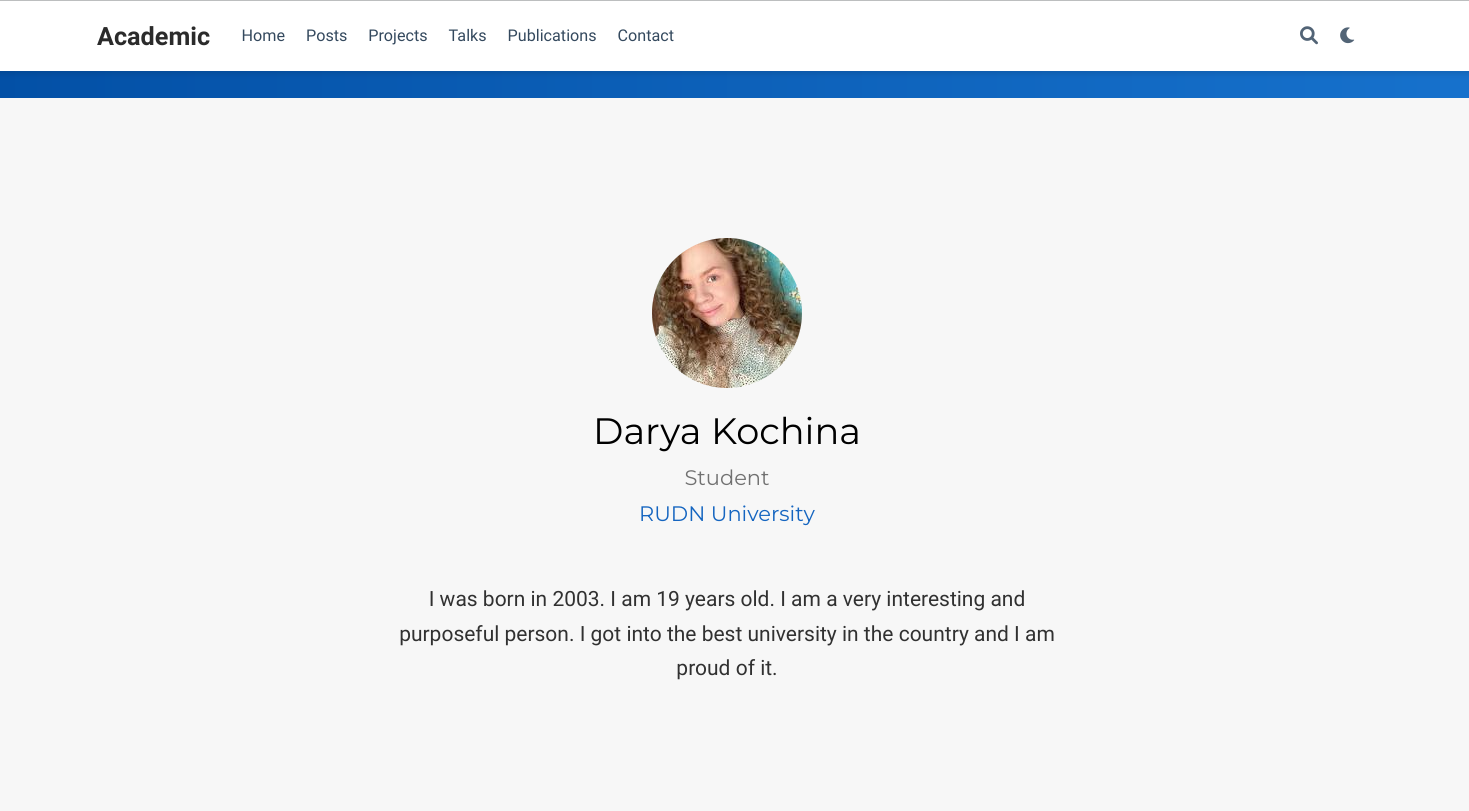 Academic Home Posts Projects Talks Publications Contact
Darya Kochina
Student
RUDN University
I was born in 2003. I am 19 years old. I am a very interesting and
purposeful person. I got into the best university in the country and I am
proud of it.